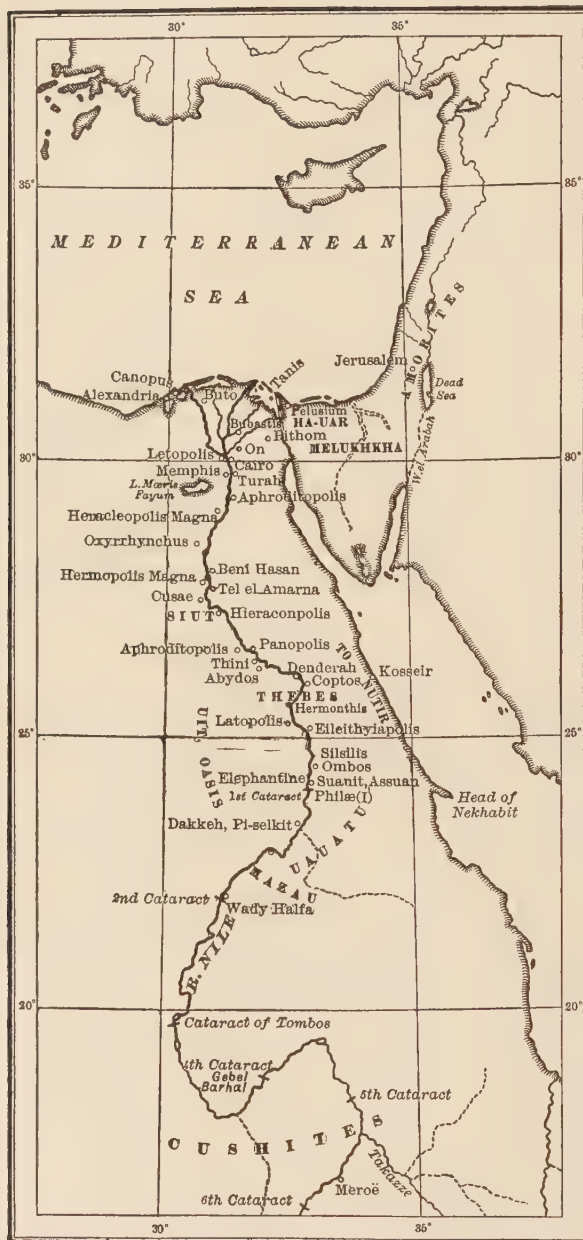 30°
35°
35°
35°
MEDITERRANEAN
SEA
AMORITES
Jerusalem
Dead
Sea
Canopus
Alexandria
Buto
Tanis
Pelusium
Bubastis
HA-UAR
Pithom
MELUKHKHA
Wel Arabah
On
Letopolis
30°
30°
Cairo
Memphis
Turah
L. Mœris
Fayum
Aphroditopolis
Heracleopolis Magna
Oxyrrhynchus
Beni Hasan
Hermopolis Magna
Tel el Amarna
Cusae
SIUT
Hieraconpolis
Aphroditopolis
Panopolis
Thini
Denderah
Abydos
Coptos
TO NUTIR
Kosseir
THEBES
Hermonthis
Latopolis
Eileithyiapolis
UIT, OASIS
25°
25°
Silsilis
Ombos
Elephantine
Suanit, Assuan
1st Cataract
Philæ(I)
Head of
Nekhabit
Dakkeh, Pi-selkit
UAUATU
MAZAU
2nd Cataract
Wady Halfa
R. NILE
20°
20°
Cataract of Tombos
4th Cataract
Gebel
Barhal
5th Cataract
CUSHITES
Takazze
Meroë
6th Cataract
30°
35°